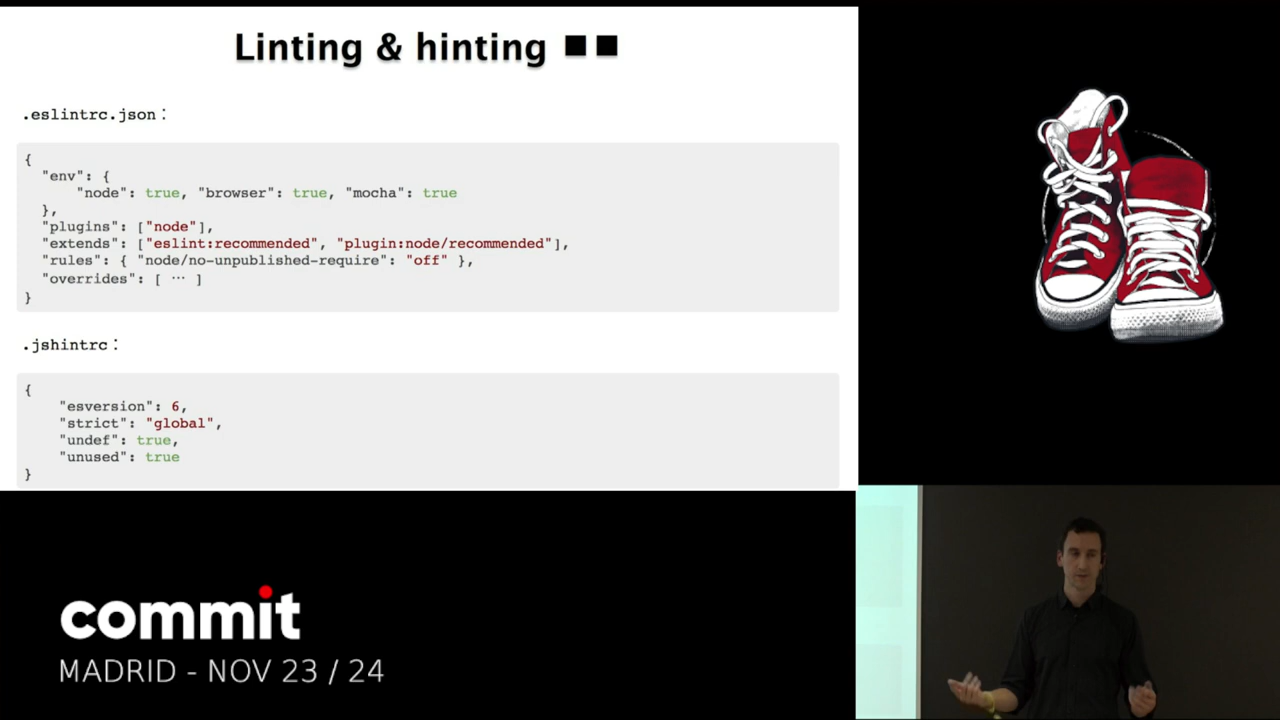 Linting & hinting ■■
.eslintrc.json:
{
"env": {
"node": true, "browser": true, "mocha": true
},
"plugins": ["node"],
"extends": ["eslint:recommended", "plugin:node/recommended"],
"rules": { "node/no-unpublished-require": "off" },
"overrides": [ ⋯ ]
}
.jshintrc:
{
"esversion": 6,
"strict": "global",
"undef": true,
"unused": true
}
commit
MADRID - NOV 23 / 24